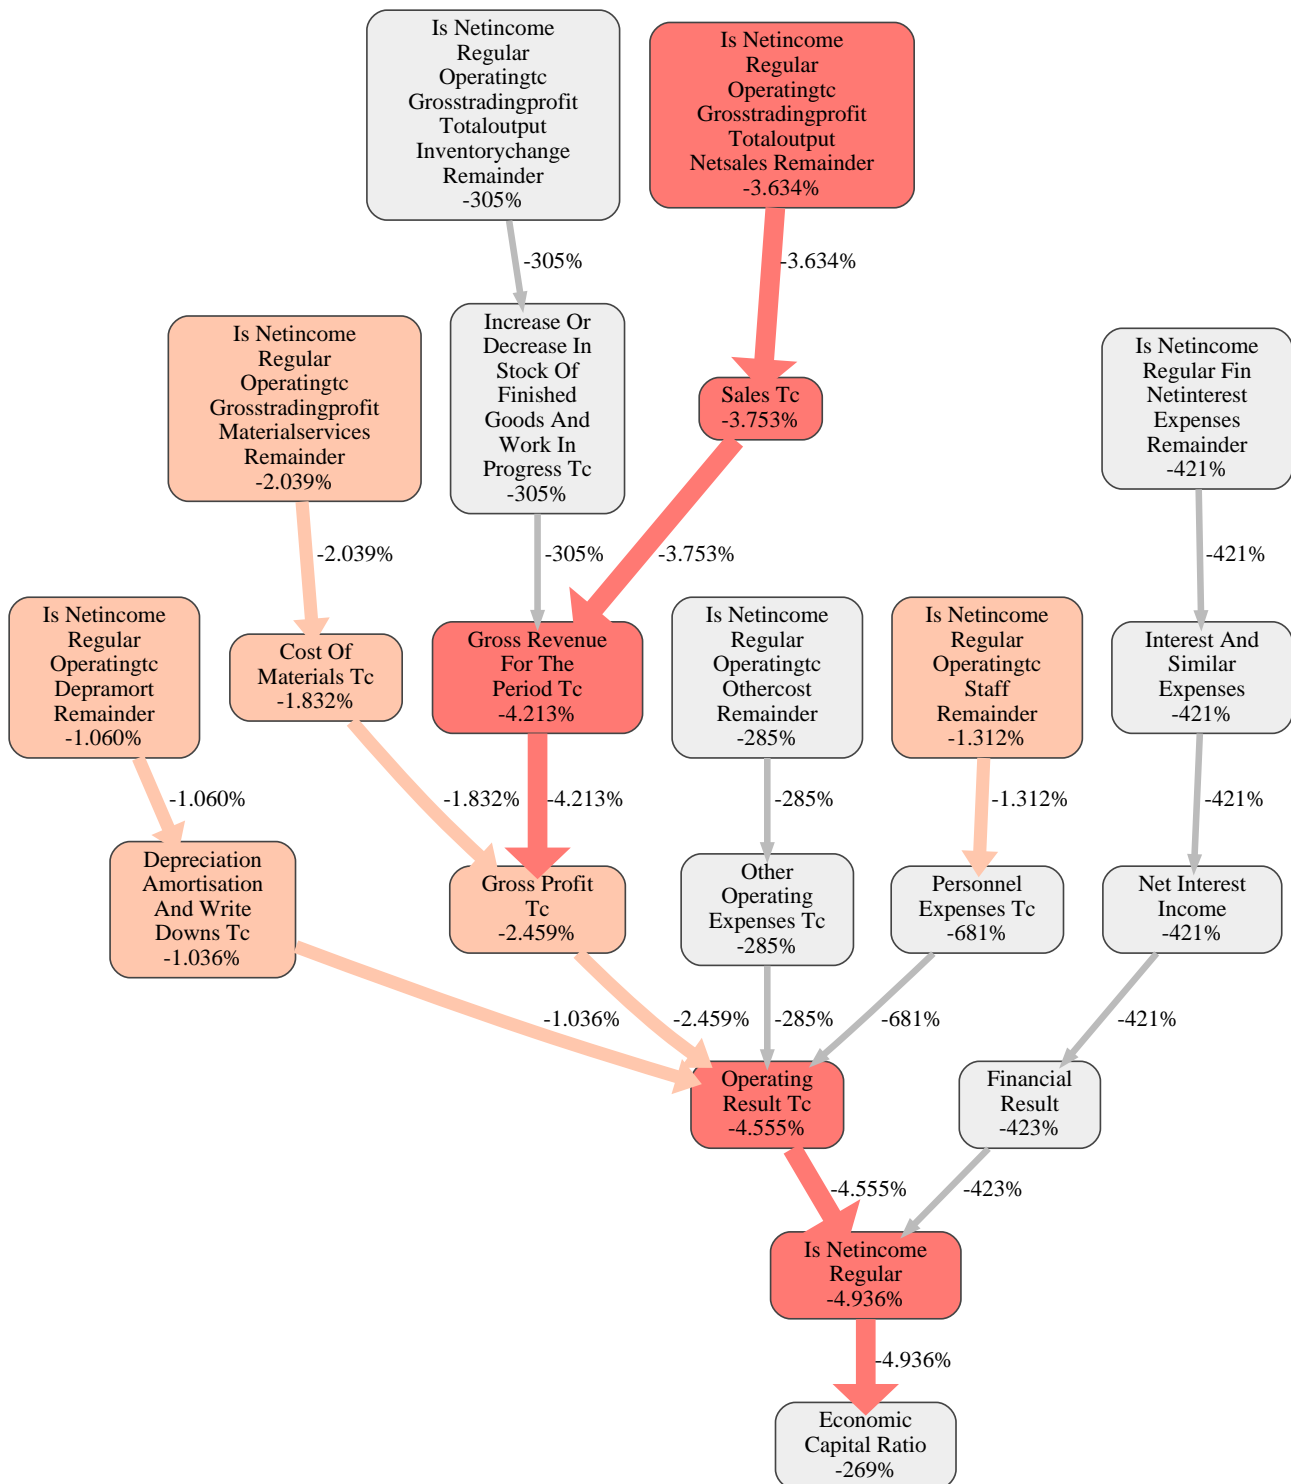 Is Netincome
Regular
Operatingtc
Grosstradingprofit
Totaloutput
Inventorychange
Remainder
-305%
Is Netincome
Regular
Operatingtc
Grosstradingprofit
Totaloutput
Netsales Remainder
-3.634%
-305%
-3.634%
Is Netincome
Regular
Operatingtc
Grosstradingprofit
Materialservices
Remainder
-2.039%
Increase Or
Decrease In
Stock Of
Finished
Goods And
Work In
Progress Tc
-305%
Sales Tc
-3.753%
Is Netincome
Regular Fin
Netinterest
Expenses
Remainder
-421%
-2.039%
-305%
-3.753%
-421%
Is Netincome
Regular
Operatingtc
Depramort
Remainder
-1.060%
Cost Of
Materials Tc
-1.832%
Gross Revenue
For The
Period Tc
-4.213%
Is Netincome
Regular
Operatingtc
Othercost
Remainder
-285%
Is Netincome
Regular
Operatingtc
Staff
Remainder
-1.312%
Interest And
Similar
Expenses
-421%
-1.060%
-1.832%
-4.213%
-285%
-1.312%
-421%
Depreciation
Amortisation
And Write
Downs Tc
-1.036%
Gross Profit
Tc
-2.459%
Other
Operating
Expenses Tc
-285%
Personnel
Expenses Tc
-681%
Net Interest
Income
-421%
-1.036%
-2.459%
-285%
-681%
-421%
Operating
Result Tc
-4.555%
Financial
Result
-423%
-4.555%
-423%
Is Netincome
Regular
-4.936%
-4.936%
Economic
Capital Ratio
-269%